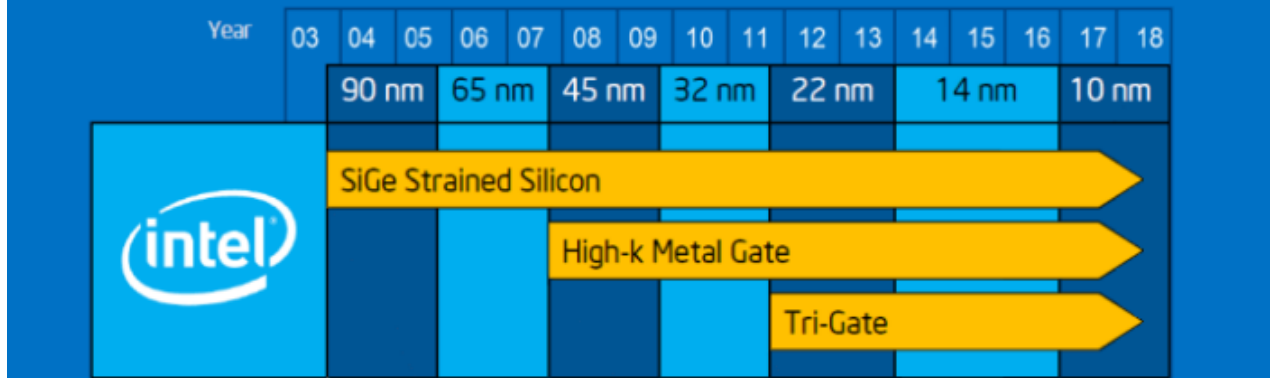 Year 03 04 05 06 07 08 09 10 11 12 13 14 15 16 17 18
90 nm 65 nm 45 nm 32 nm 22 nm 14 nm 10 nm
SiGe Strained Silicon
intel
High-k Metal Gate
Tri-Gate